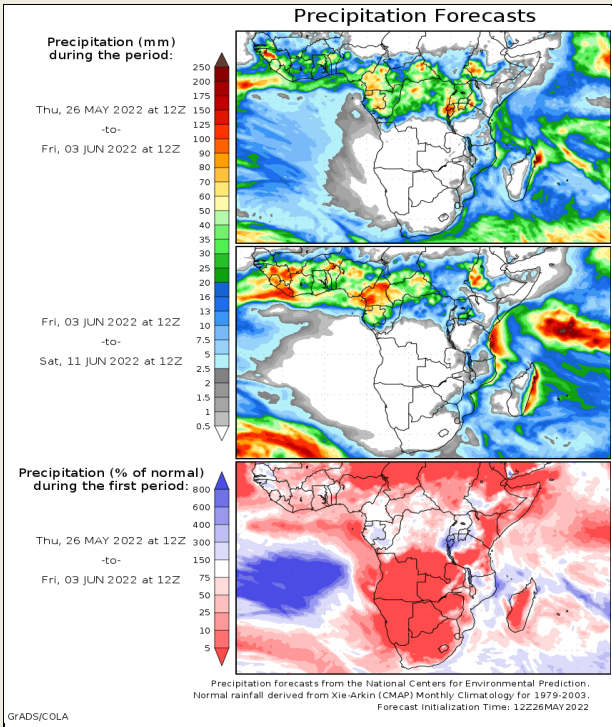 Precipitation Forecasts
Precipitation (mm)
during the period:
Thu, 26 MAY 2022 at 12Z
-to-
Fri, 03 JUN 2022 at 12Z
250
200
175
150
125
100
90
80
70
60
50
40
35
30
25
20
16
13
10
7.5
5
2.5
2
1.5
1
0.5
Fri, 03 JUN 2022 at 12Z
-to-
Sat, 11 JUN 2022 at 12Z
Precipitation (% of normal)
during the first period:
Thu, 26 MAY 2022 at 12Z
-to-
Fri, 03 JUN 2022 at 12Z
800
600
400
300
150
75
50
25
10
5
Precipitation forecasts from the National Centers for Environmental Prediction.
Normal rainfall derived from Xie-Arkin (CMAP) Monthly Climatology for 1979-2003.
Forecast Initialization Time: 12Z26MAY2022
GrADS/COLA